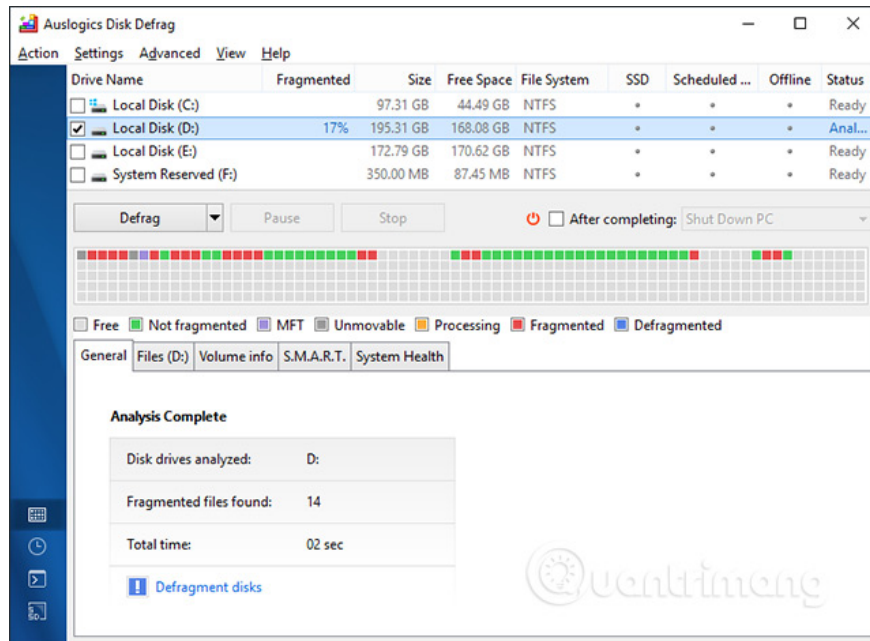 Auslogics Disk Defrag
Action Settings Advanced View Help
Drive Name Fragmented Size Free Space File System SSD Scheduled ... Offline Status
Local Disk (C:) 97.31 GB 44.49 GB NTFS Ready
Local Disk (D:) 17% 195.31 GB 168.08 GB NTFS Anal...
Local Disk (E:) 172.79 GB 170.62 GB NTFS Ready
System Reserved (F:) 350.00 MB 87.45 MB NTFS Ready
Defrag Pause Stop After completing: Shut Down PC
Free Not fragmented MFT Unmovable Processing Fragmented Defragmented
General Files (D:) Volume info S.M.A.R.T. System Health
Analysis Complete
Disk drives analyzed: D:
Fragmented files found: 14
Total time: 02 sec
Defragment disks
Quantrimang